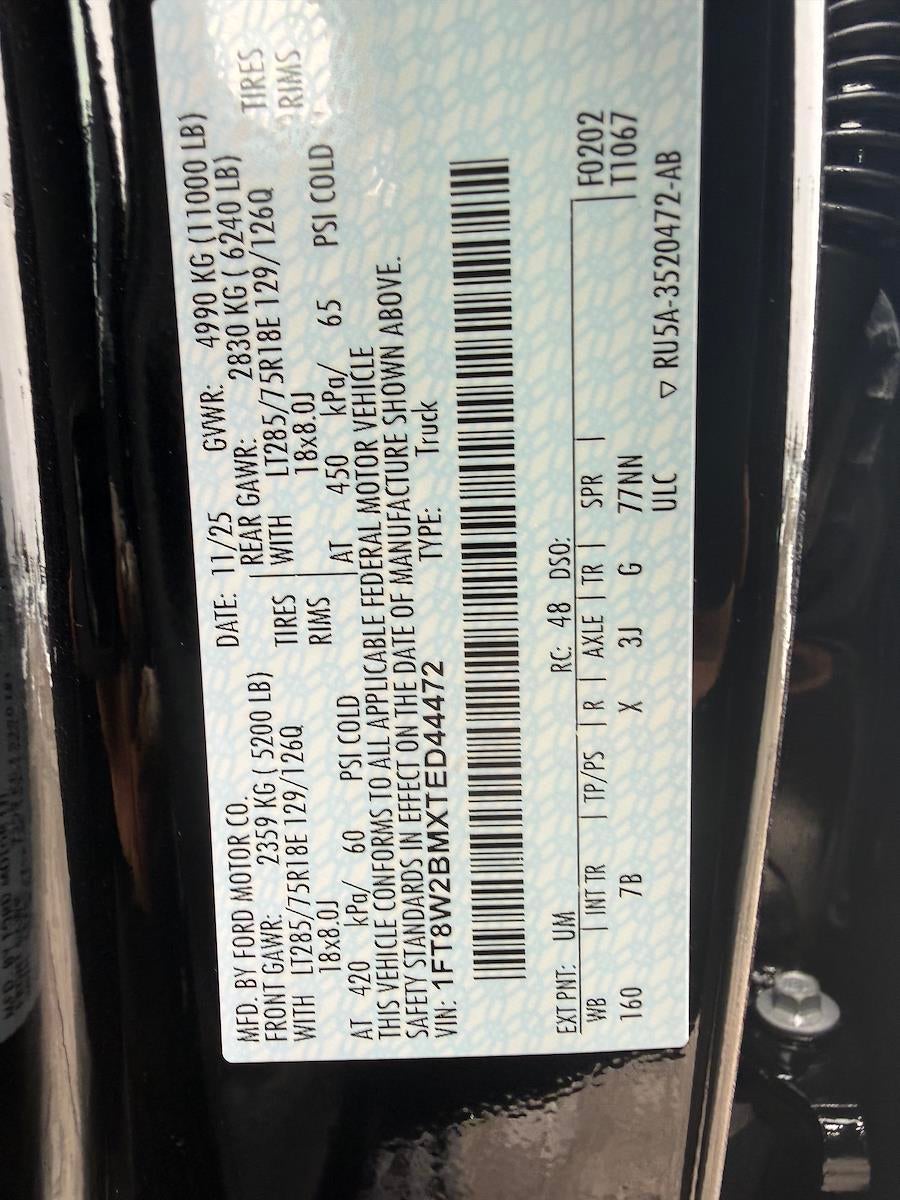 MFD. BY FORD MOTOR CO.
DATE: 11/25 GVWR: 4990 KG (11000 LB)
FRONT GAWR: 2359 KG ( 5200 LB) REAR GAWR: 2830 KG ( 6240 LB)
WITH LT285/75R18E 129/126Q TIRES WITH LT285/75R18E 129/126Q TIRES
18x8.0J RIMS 18x8.0J RIMS
AT 420 kPa/ 60 PSI COLD AT 450 kPa/ 65 PSI COLD
THIS VEHICLE CONFORMS TO ALL APPLICABLE FEDERAL MOTOR VEHICLE
SAFETY STANDARDS IN EFFECT ON THE DATE OF MANUFACTURE SHOWN ABOVE.
VIN: 1FT8W2BMXTED44472 TYPE: Truck
F0202
T1067
EXT PNT: UM RC: 48 DSO:
WB | INT TR | TP/PS | R | AXLE | TR | SPR |
160 7B X 3J G 77NN
ULC ▽ RU5A-3520472-AB